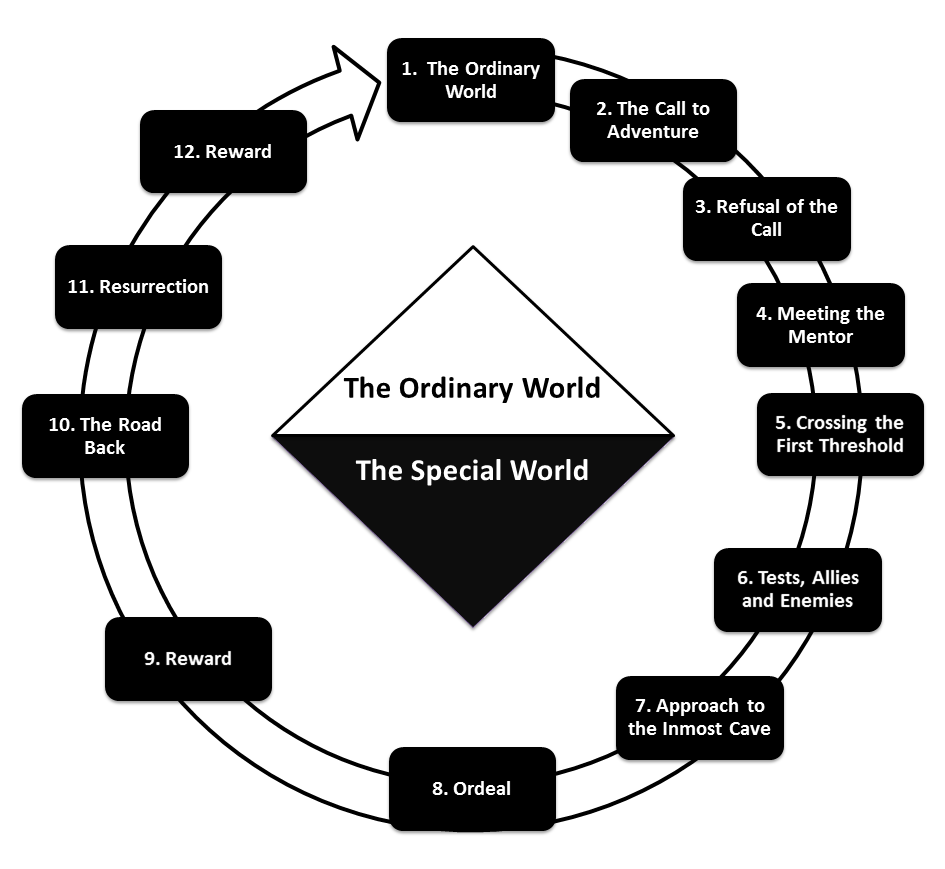 1. The Ordinary
World
2. The Call to
Adventure
3. Refusal of the
Call
4. Meeting the
Mentor
5. Crossing the
First Threshold
6. Tests, Allies
and Enemies
7. Approach to
the Inmost Cave
8. Ordeal
9. Reward
10. The Road
Back
11. Resurrection
12. Reward
The Ordinary World
The Special World